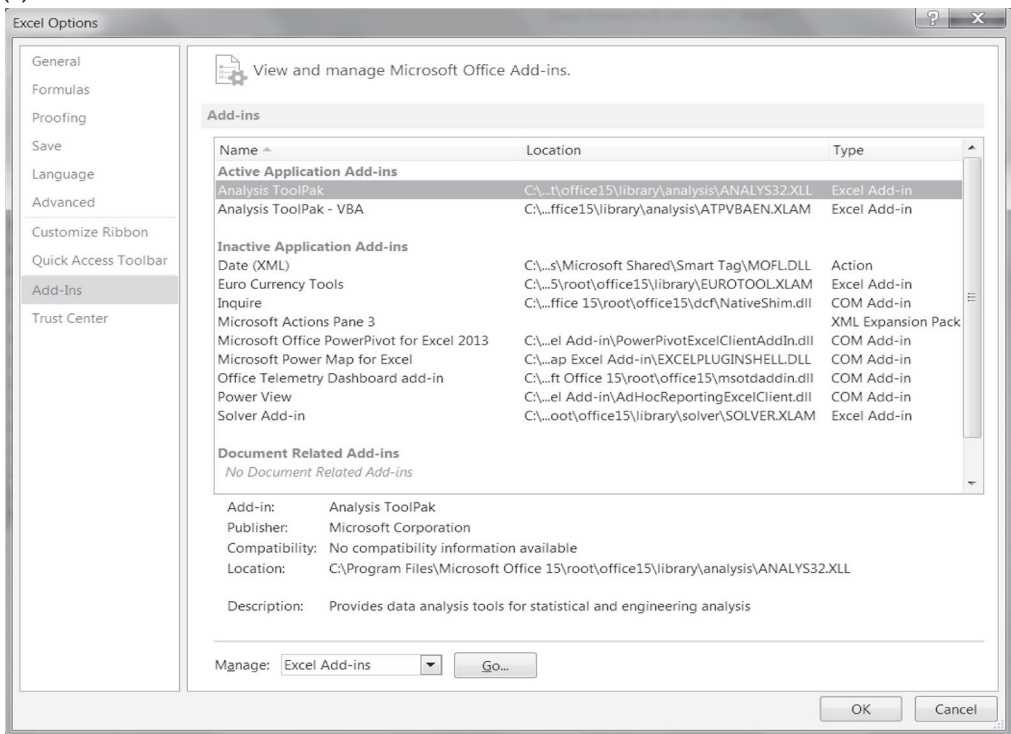 Excel Options
General
Formulas
Proofing
Save
Language
Advanced
Customize Ribbon
Quick Access Toolbar
Add-Ins
Trust Center
View and manage Microsoft Office Add-ins.
Add-ins
Name Location Type
Active Application Add-ins
Analysis ToolPak C:\...t\office15\library\analysis\ANALYS32.XLL Excel Add-in
Analysis ToolPak - VBA C:\...ffice15\library\analysis\ATPVBAEN.XLAM Excel Add-in
Inactive Application Add-ins
Date (XML) C:\...s\Microsoft Shared\Smart Tag\MOFL.DLL Action
Euro Currency Tools C:\...5\root\office15\library\EUROTOOL.XLAM Excel Add-in
Inquire C:\...ffice 15\root\office15\dcf\NativeShim.dll COM Add-in
Microsoft Actions Pane 3 XML Expansion Pack
Microsoft Office PowerPivot for Excel 2013 C:\...el Add-in\PowerPivotExcelClientAddIn.dll COM Add-in
Microsoft Power Map for Excel C:\...ap Excel Add-in\EXCELPLUGINSHELL.DLL COM Add-in
Office Telemetry Dashboard add-in C:\...ft Office 15\root\office15\msotdaddin.dll COM Add-in
Power View C:\...el Add-in\AdHocReportingExcelClient.dll COM Add-in
Solver Add-in C:\...oot\office15\library\solver\SOLVER.XLAM Excel Add-in
Document Related Add-ins
No Document Related Add-ins
Add-in: Analysis ToolPak
Publisher: Microsoft Corporation
Compatibility: No compatibility information available
Location: C:\Program Files\Microsoft Office 15\root\office15\library\analysis\ANALYS32.XLL
Description: Provides data analysis tools for statistical and engineering analysis
Manage: Excel Add-ins Go...
OK Cancel